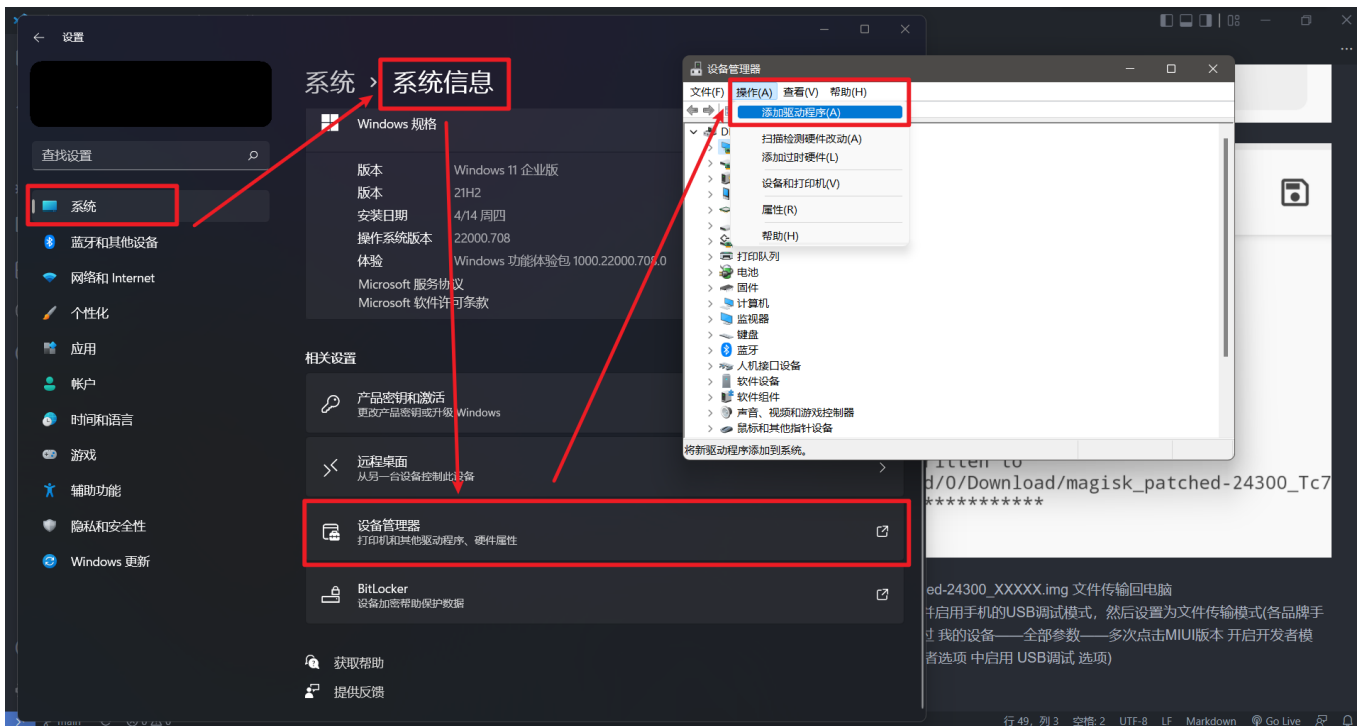 设置
系统 › 系统信息
查找设置
系统
蓝牙和其他设备
网络和 Internet
个性化
应用
帐户
时间和语言
游戏
辅助功能
隐私和安全性
Windows 更新
Windows 规格
版本 Windows 11 企业版
版本 21H2
安装日期 4/14 周四
操作系统版本 22000.708
体验 Windows 功能体验包 1000.22000.708.0
Microsoft 服务协议
Microsoft 软件许可条款
相关设置
产品密钥和激活
更改产品密钥或升级 Windows
远程桌面
从另一台设备控制此设备
设备管理器
打印机和其他驱动程序、硬件属性
BitLocker
设备加密帮助保护数据
获取帮助
提供反馈
设备管理器
文件(F) 操作(A) 查看(V) 帮助(H)
添加驱动程序(A)
扫描检测硬件改动(A)
添加过时硬件(L)
设备和打印机(V)
属性(R)
帮助(H)
打印队列
电池
固件
计算机
监视器
键盘
蓝牙
人机接口设备
软件设备
软件组件
声音、视频和游戏控制器
鼠标和其他指针设备
将新驱动程序添加到系统。
d/0/Download/magisk_patched-24300_Tc7
***********
ed-24300_XXXXX.img 文件传输回电脑
并启用手机的USB调试模式，然后设置为文件传输模式(各品牌手
过 我的设备——全部参数——多次点击MIUI版本 开启开发者模
者选项 中启用 USB调试 选项)
main
行 49，列 3 空格: 2 UTF-8 LF Markdown Go Live